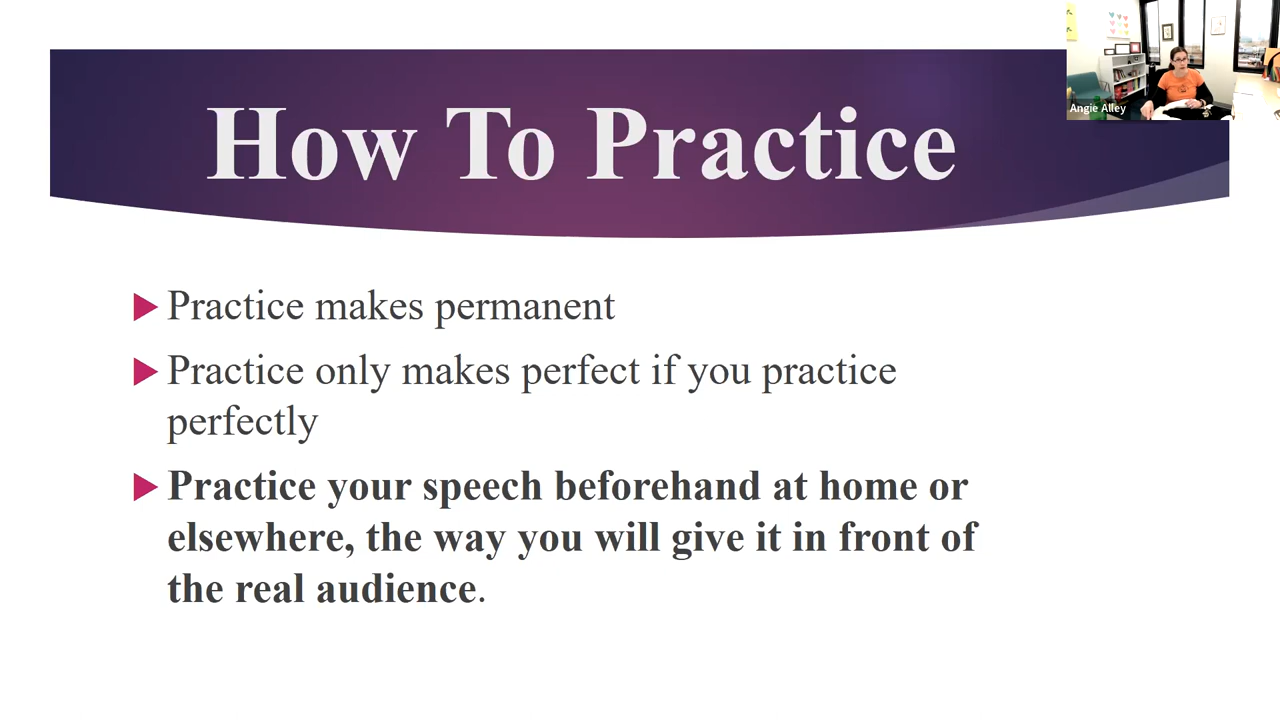 How To Practice
Angie Alley
Practice makes permanent
Practice only makes perfect if you practice
perfectly
Practice your speech beforehand at home or
elsewhere, the way you will give it in front of
the real audience.